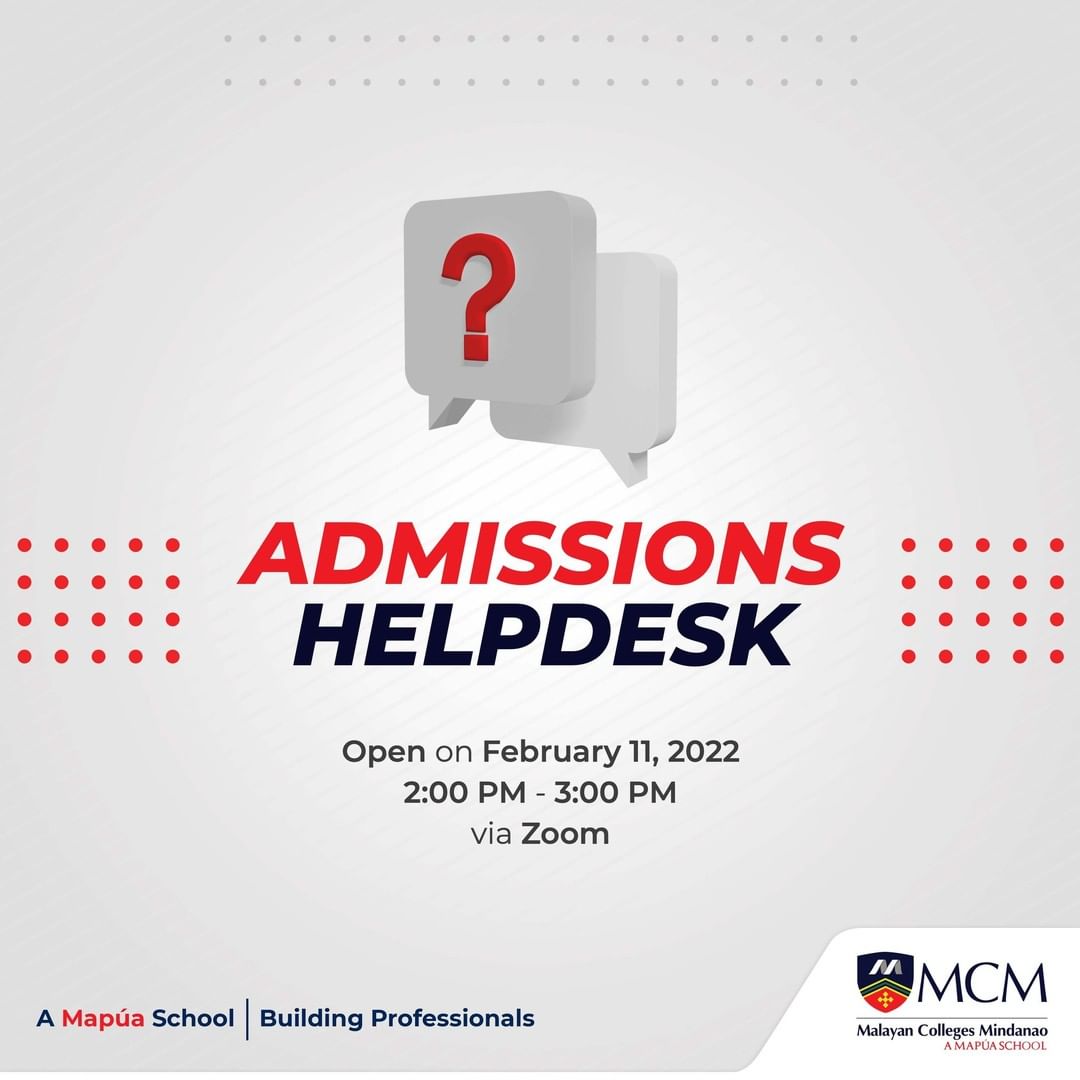 ?
ADMISSIONS
HELPDESK
Open on February 11, 2022
2:00 PM - 3:00 PM
via Zoom
A Mapúa School | Building Professionals
M MCM
Malayan Colleges Mindanao
A MAPÚA SCHOOL